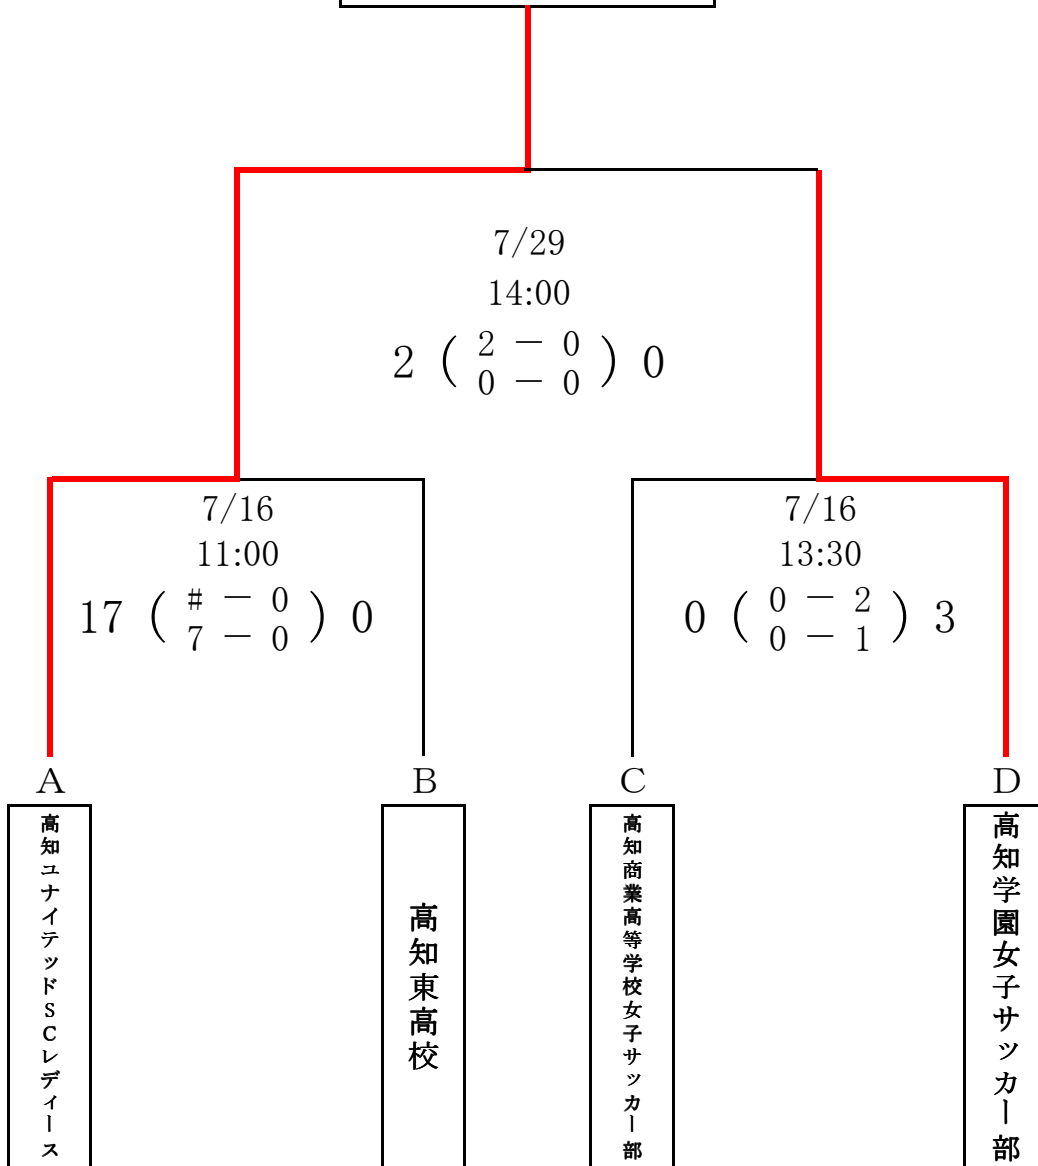 7/29
14:00
2 ( 2 － 0 ) 0
0 － 0
7/16
11:00
17 ( # － 0 ) 0
7 － 0
7/16
13:30
0 ( 0 － 2 ) 3
0 － 1
A
B
C
D
高知ユナイテッドSCレディース
高知東高校
高知商業高等学校女子サッカー部
高知学園女子サッカー部